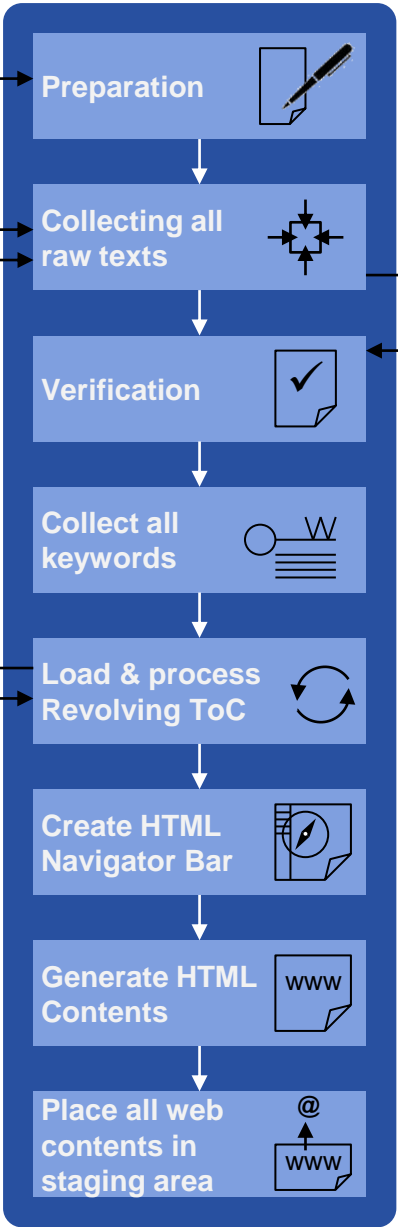 Preparation
Collecting all
raw texts
Verification
Collect all
keywords
Load & process
Revolving ToC
Create HTML
Navigator Bar
Generate HTML
Contents
www
Place all web
contents in
staging area
@
www